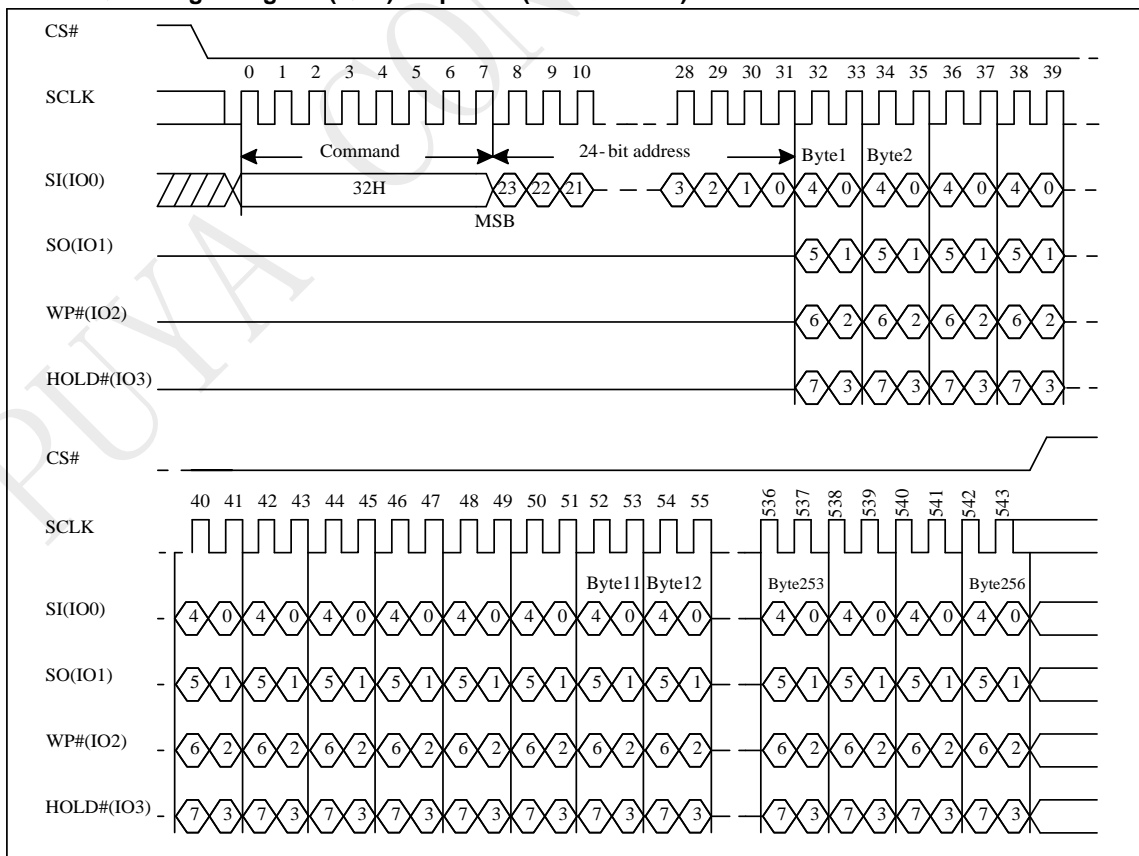 CS#
0 1 2 3 4 5 6 7 8 9 10 28 29 30 31 32 33 34 35 36 37 38 39
SCLK
Command 24-bit address Byte1 Byte2
SI(IO0) 32H 23 22 21 3 2 1 0 4 0 4 0 4 0 4 0
MSB
SO(IO1) 5 1 5 1 5 1 5 1
WP#(IO2) 6 2 6 2 6 2 6 2
HOLD#(IO3) 7 3 7 3 7 3 7 3
CS#
40 41 42 43 44 45 46 47 48 49 50 51 52 53 54 55 536 537 538 539 540 541 542 543
SCLK
Byte11 Byte12 Byte253 Byte256
SI(IO0) 4 0 4 0 4 0 4 0 4 0 4 0 4 0 4 0 4 0 4 0 4 0 4 0
SO(IO1) 5 1 5 1 5 1 5 1 5 1 5 1 5 1 5 1 5 1 5 1 5 1 5 1
WP#(IO2) 6 2 6 2 6 2 6 2 6 2 6 2 6 2 6 2 6 2 6 2 6 2 6 2
HOLD#(IO3) 7 3 7 3 7 3 7 3 7 3 7 3 7 3 7 3 7 3 7 3 7 3 7 3
PUYA CON